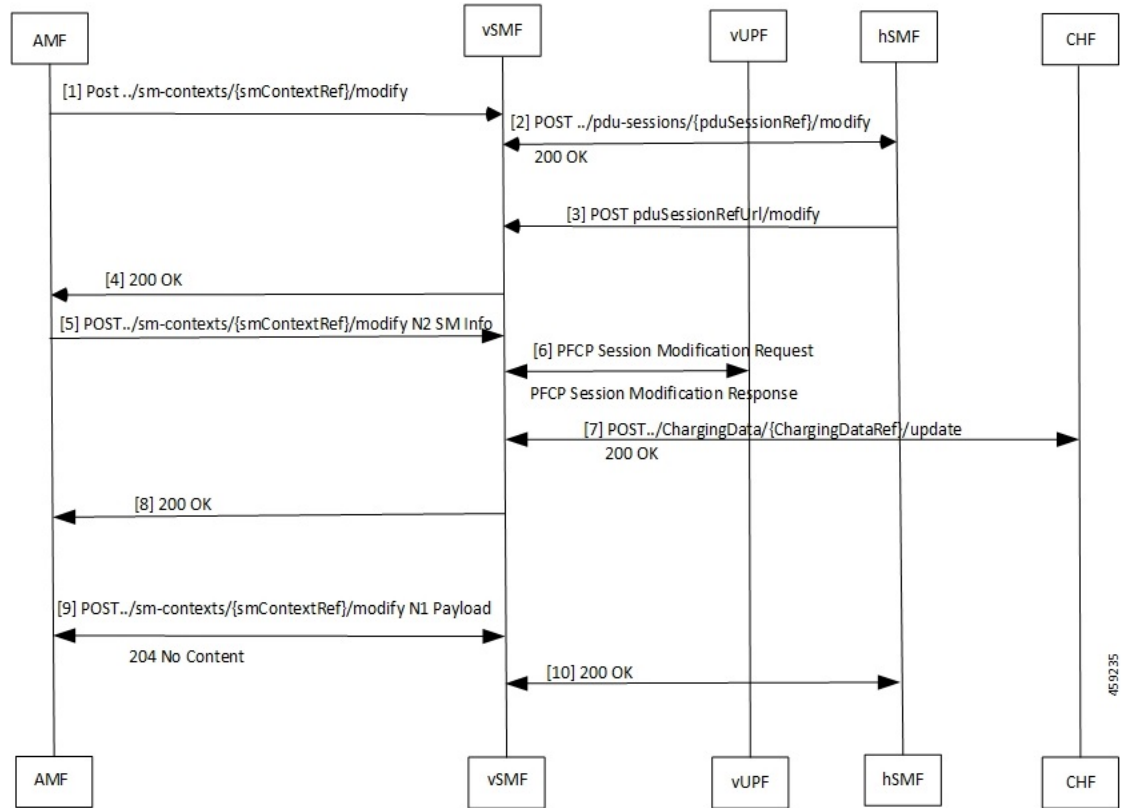 AMF
vSMF
vUPF
hSMF
CHF
[1] Post ../sm-contexts/{smContextRef}/modify
[2] POST ../pdu-sessions/{pduSessionRef}/modify
200 OK
[3] POST pduSessionRefUrl/modify
[4] 200 OK
[5] POST../sm-contexts/{smContextRef}/modify N2 SM Info
[6] PFCP Session Modification Request
PFCP Session Modification Response
[7] POST../ChargingData/{ChargingDataRef}/update
200 OK
[8] 200 OK
[9] POST../sm-contexts/{smContextRef}/modify N1 Payload
204 No Content
[10] 200 OK
459235
AMF
vSMF
vUPF
hSMF
CHF